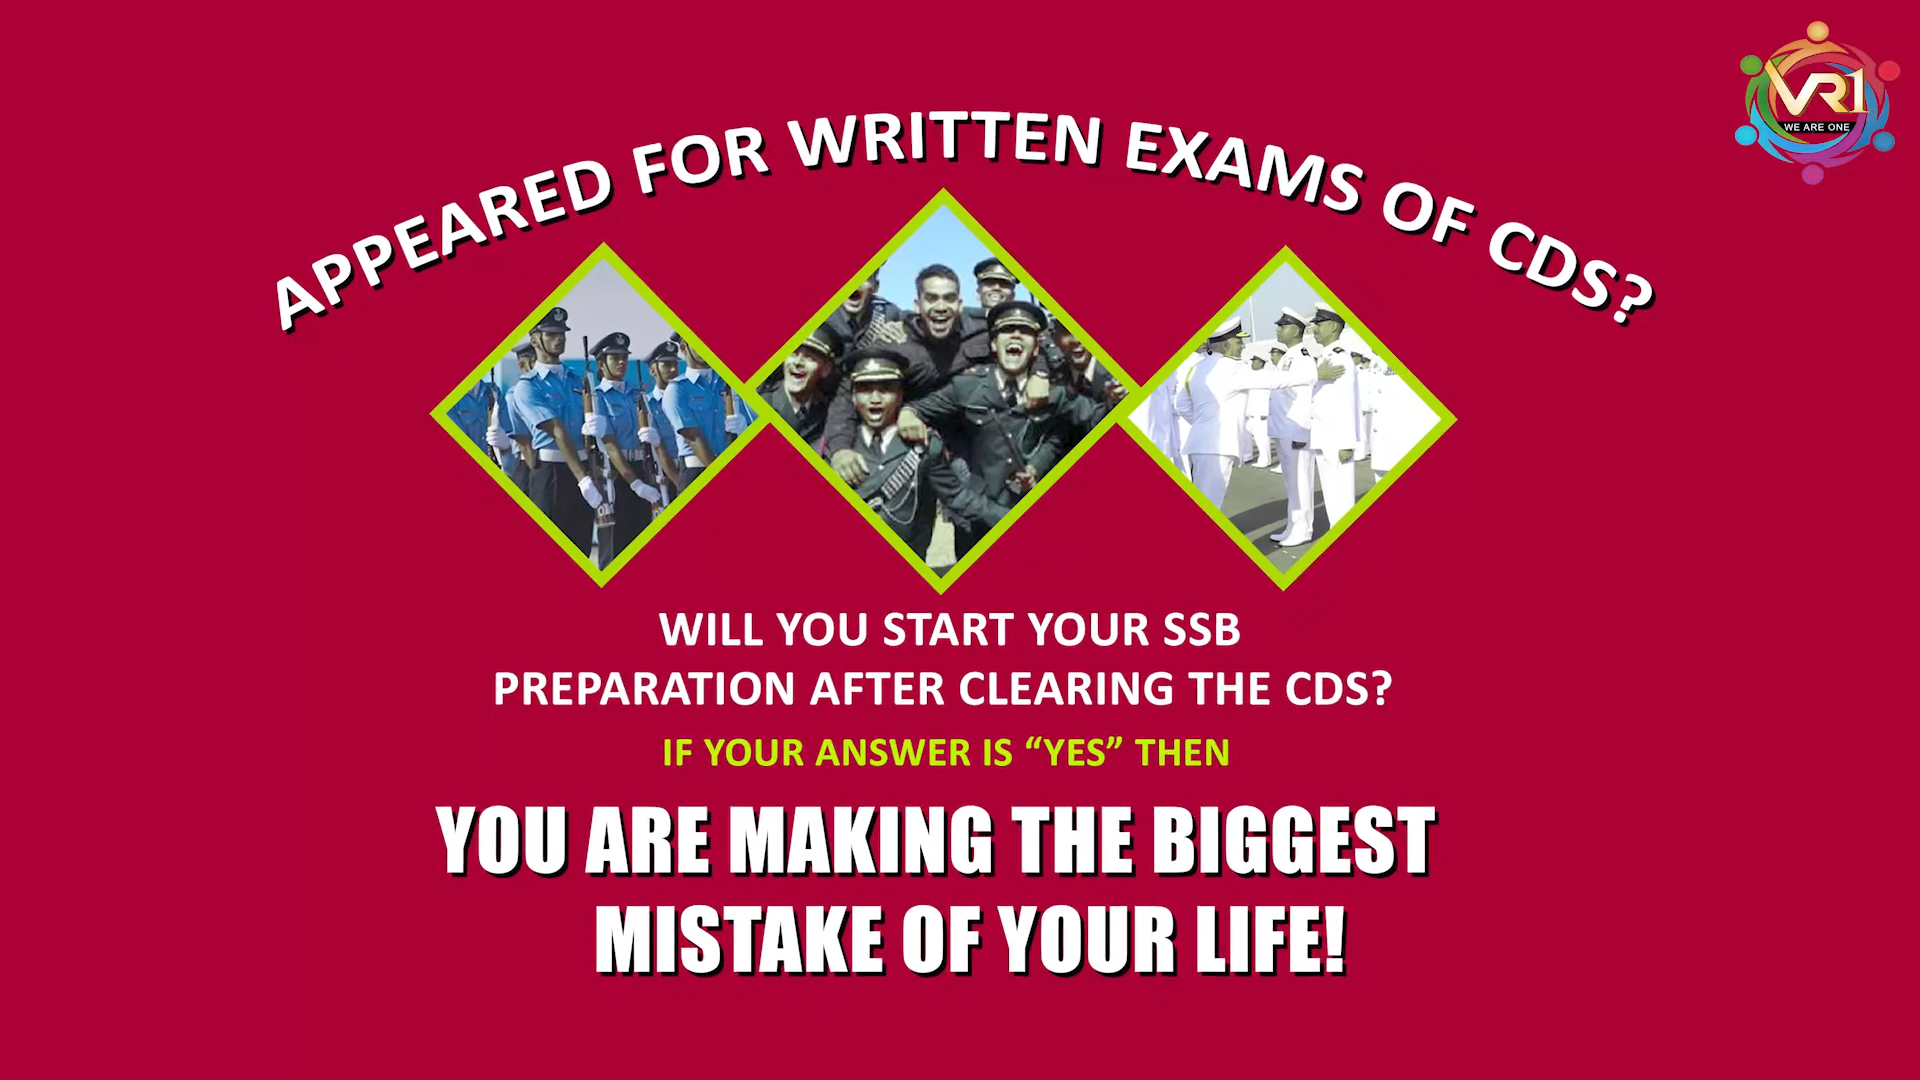 VR1
WE ARE ONE
APPEARED FOR WRITTEN EXAMS OF CDS?
WILL YOU START YOUR SSB
PREPARATION AFTER CLEARING THE CDS?
IF YOUR ANSWER IS “YES” THEN
YOU ARE MAKING THE BIGGEST
MISTAKE OF YOUR LIFE!